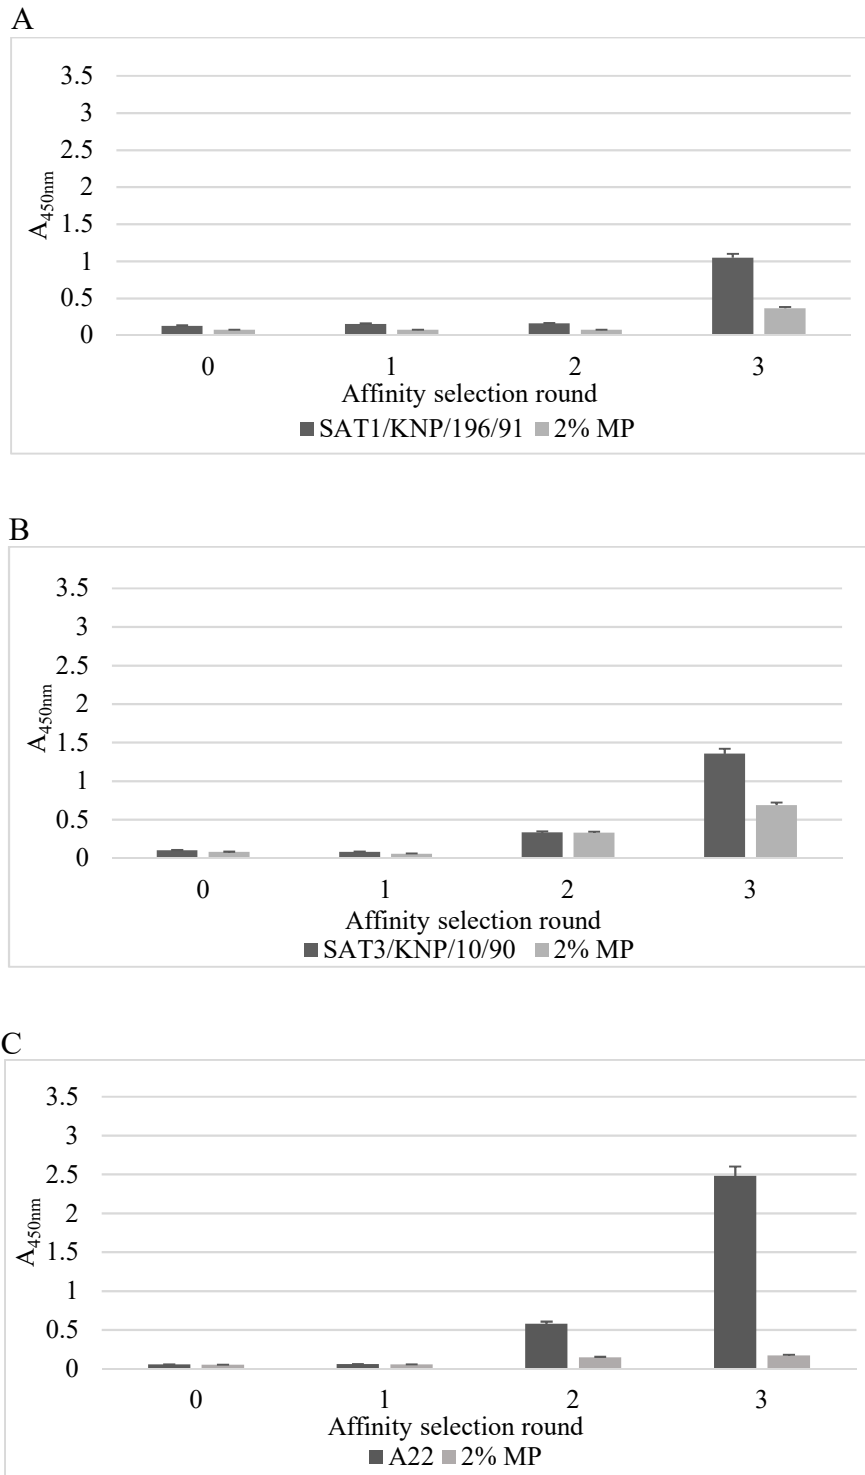 A
3.5
3
2.5
2
1.5
1
0.5
0
A450nm
0 1 2 3
Affinity selection round
SAT1/KNP/196/91 2% MP
B
3.5
3
2.5
2
1.5
1
0.5
0
A450nm
0 1 2 3
Affinity selection round
SAT3/KNP/10/90 2% MP
C
3.5
3
2.5
2
1.5
1
0.5
0
A450nm
0 1 2 3
Affinity selection round
A22 2% MP